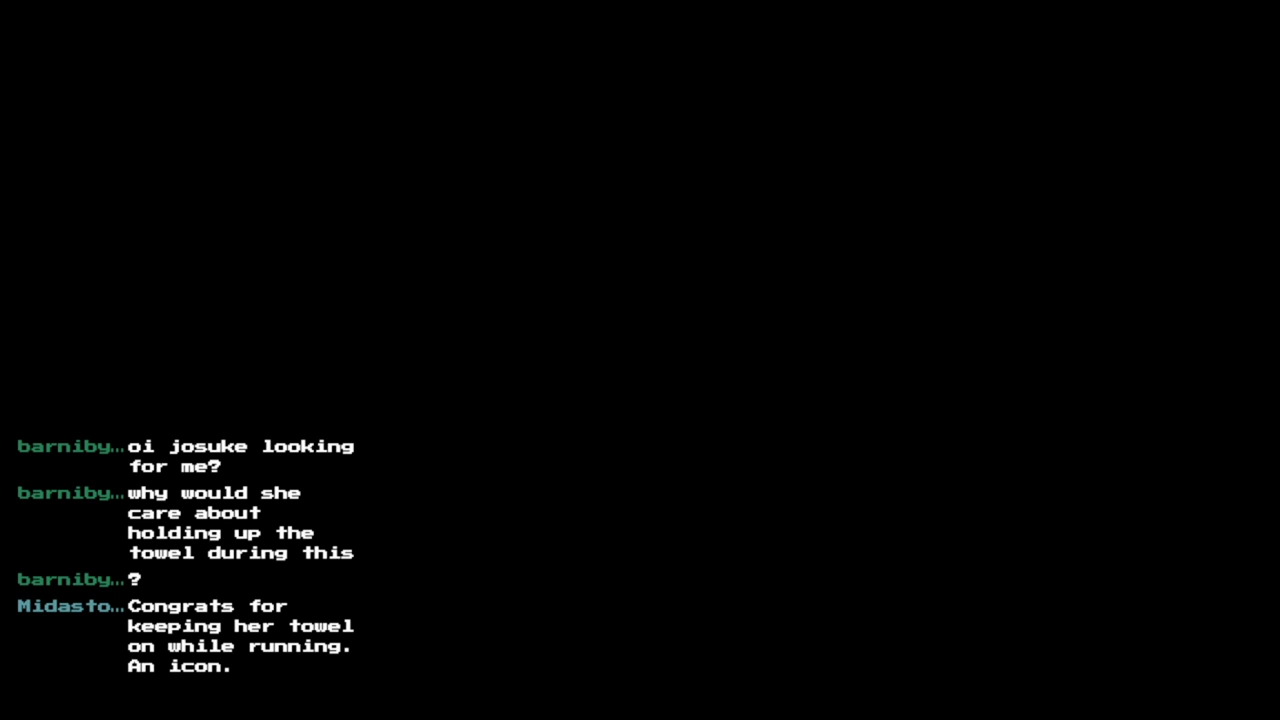 barniby…oi josuke looking
for me?
barniby…why would she
care about
holding up the
towel during this
barniby…?
Midasto…Congrats for
keeping her towel
on while running.
An icon.